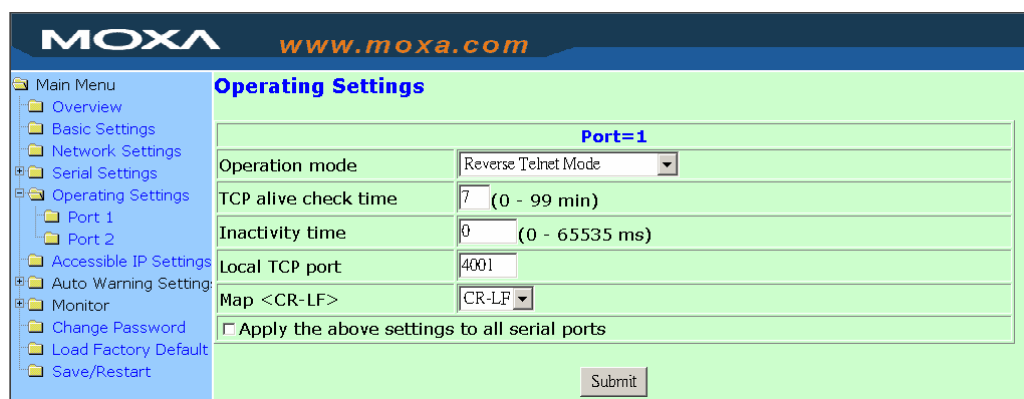 MOXA www.moxa.com
Main Menu
Overview
Basic Settings
Network Settings
Serial Settings
Operating Settings
Port 1
Port 2
Accessible IP Settings
Auto Warning Setting
Monitor
Change Password
Load Factory Default
Save/Restart
Operating Settings
Port=1
Operation mode Reverse Telnet Mode
TCP alive check time 7 (0 - 99 min)
Inactivity time 0 (0 - 65535 ms)
Local TCP port 4001
Map <CR-LF> CR-LF
Apply the above settings to all serial ports
Submit